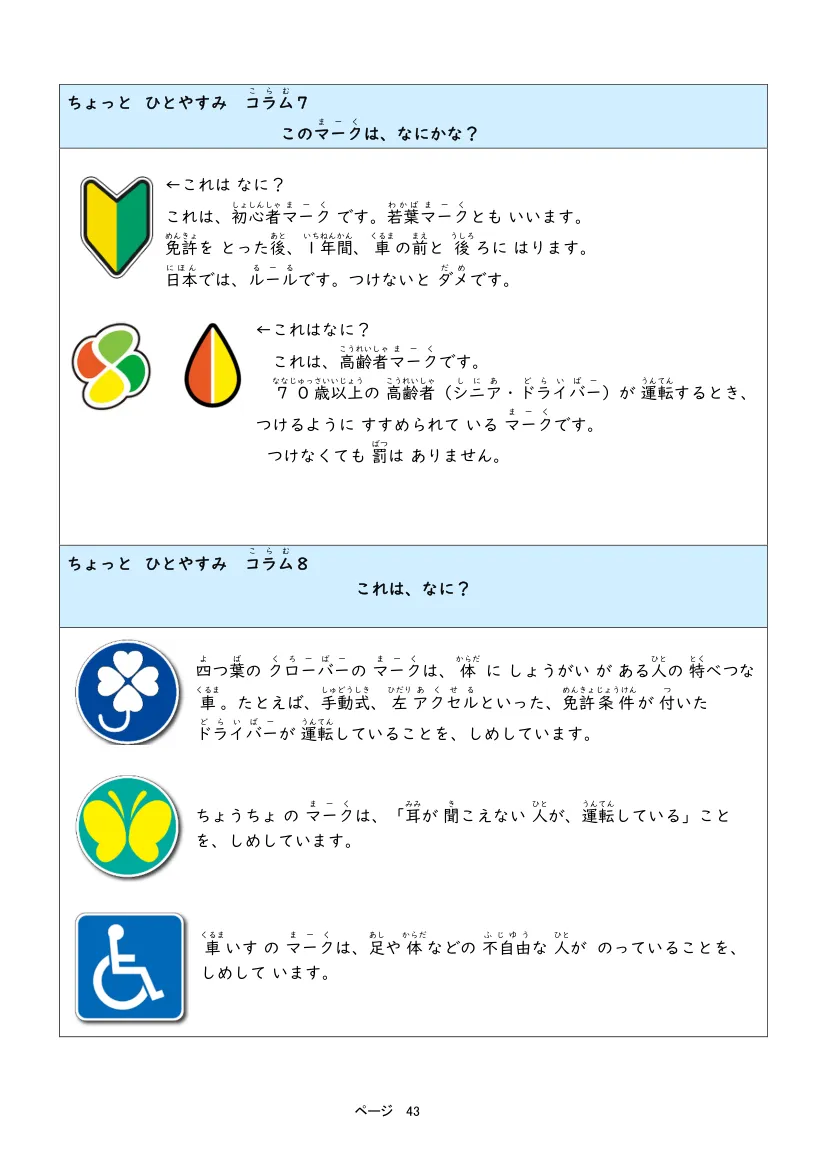 ちょっと ひとやすみ コラム７
このマークは、なにかな？
←これは なに？
これは、初心者マーク です。若葉マークとも いいます。
免許を とった後、１年間、 車 の前と 後 ろに はります。
日本では、ルールです。つけないと ダメです。
←これはなに？
これは、高齢者マークです。
７０歳以上の 高齢者（シニア・ドライバー）が 運転するとき、
つけるように すすめられて いる マークです。
つけなくても 罰は ありません。
ちょっと ひとやすみ コラム８
これは、なに？
四つ葉の クローバーの マークは、 体 に しょうがい が ある人の 特べつな
車 。たとえば、手動式、 左 アクセルといった、免許 条 件が 付いた
ドライバーが 運転していることを、しめしています。
ちょうちょ の マークは、「耳が 聞こえない 人が、運転している」こと
を、しめしています。
車 いす の マークは、足や 体 などの 不自由な 人が のっていることを、
しめして います。
ページ 43